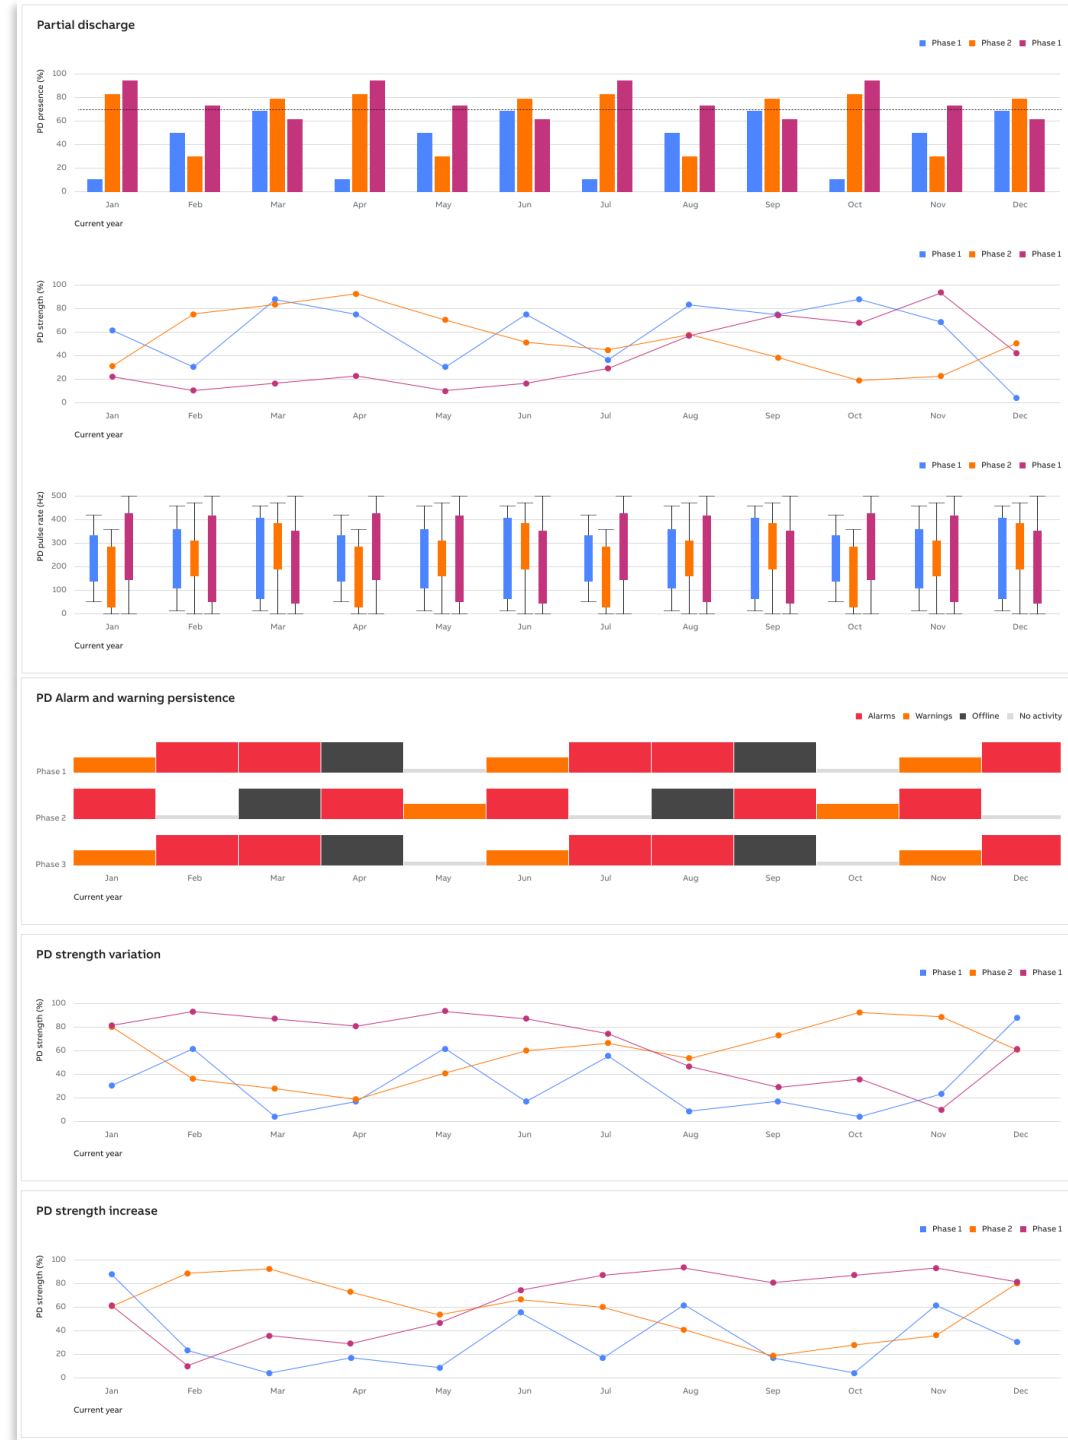 Partial discharge
Phase 1 Phase 2 Phase 1
PD presence (%)
100
80
60
40
20
0
Jan Feb Mar Apr May Jun Jul Aug Sep Oct Nov Dec
Current year
Phase 1 Phase 2 Phase 1
PD strength (%)
100
80
60
40
20
0
Jan Feb Mar Apr May Jun Jul Aug Sep Oct Nov Dec
Current year
Phase 1 Phase 2 Phase 1
PD pulse rate (Hz)
500
400
300
200
100
0
Jan Feb Mar Apr May Jun Jul Aug Sep Oct Nov Dec
Current year
PD Alarm and warning persistence
Alarms Warnings Offline No activity
Phase 1
Phase 2
Phase 3
Jan Feb Mar Apr May Jun Jul Aug Sep Oct Nov Dec
Current year
PD strength variation
Phase 1 Phase 2 Phase 1
PD strength (%)
100
80
60
40
20
0
Jan Feb Mar Apr May Jun Jul Aug Sep Oct Nov Dec
Current year
PD strength increase
Phase 1 Phase 2 Phase 1
PD strength (%)
100
80
60
40
20
0
Jan Feb Mar Apr May Jun Jul Aug Sep Oct Nov Dec
Current year